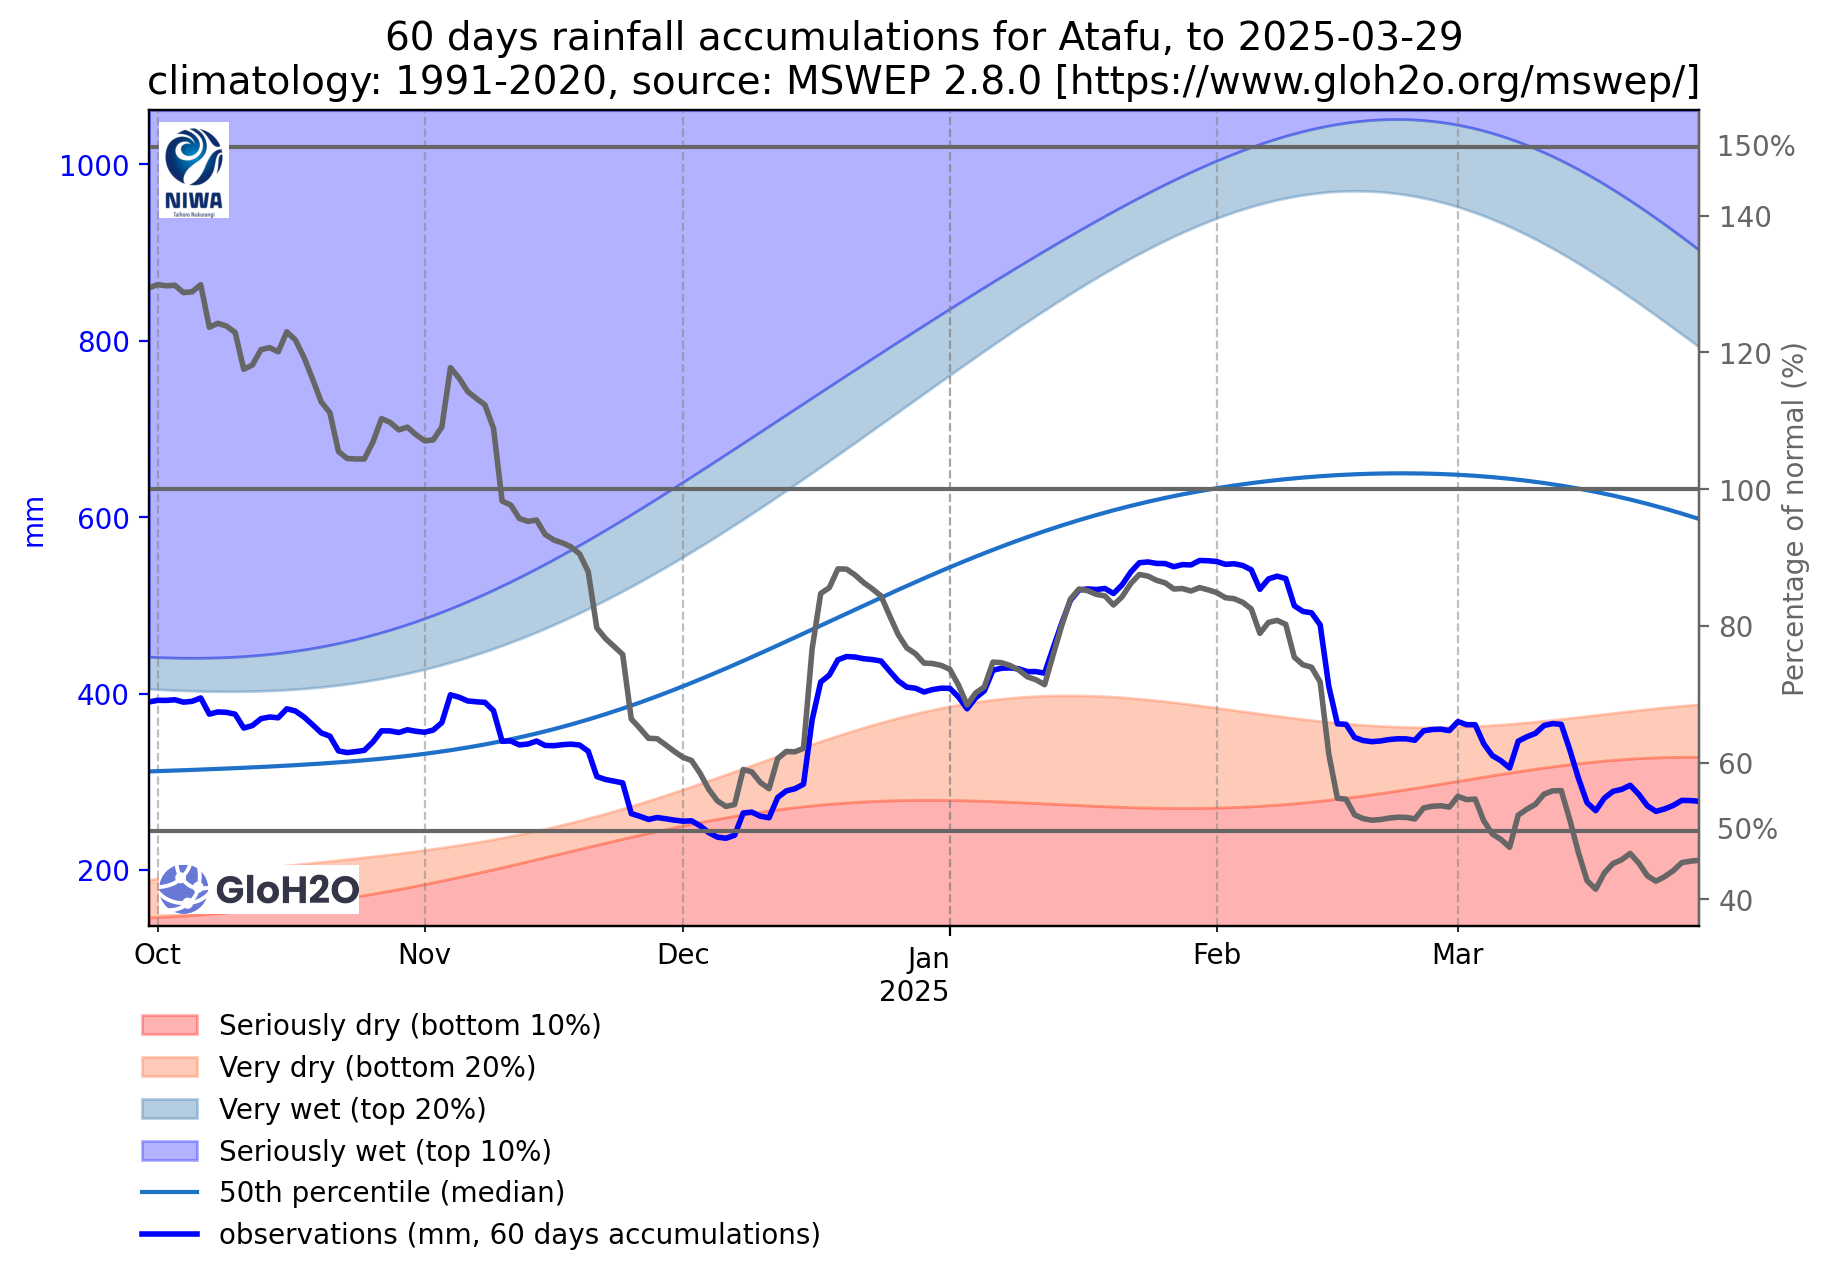 60 days rainfall accumulations for Atafu, to 2025-03-29
climatology: 1991-2020, source: MSWEP 2.8.0 [https://www.gloh2o.org/mswep/]
NIWA
Taihoro Nukurangi
1000
800
600
400
200
mm
150%
140
120
100
80
60
50%
40
Percentage of normal (%)
GloH2O
Oct
Nov
Dec
Jan
2025
Feb
Mar
Seriously dry (bottom 10%)
Very dry (bottom 20%)
Very wet (top 20%)
Seriously wet (top 10%)
50th percentile (median)
observations (mm, 60 days accumulations)